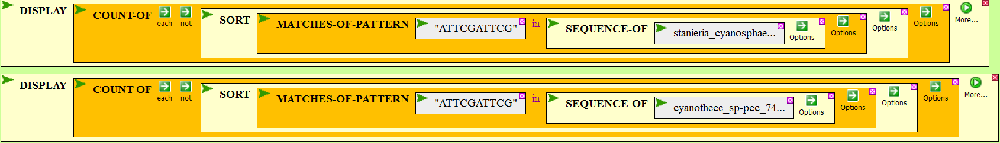 DISPLAY COUNT-OF each not SORT MATCHES-OF-PATTERN "ATTCGATTCG" in SEQUENCE-OF stanieria_cyanosphae... Options Options Options Options More...
DISPLAY COUNT-OF each not SORT MATCHES-OF-PATTERN "ATTCGATTCG" in SEQUENCE-OF cyanothece_sp-pcc_74... Options Options Options Options More...